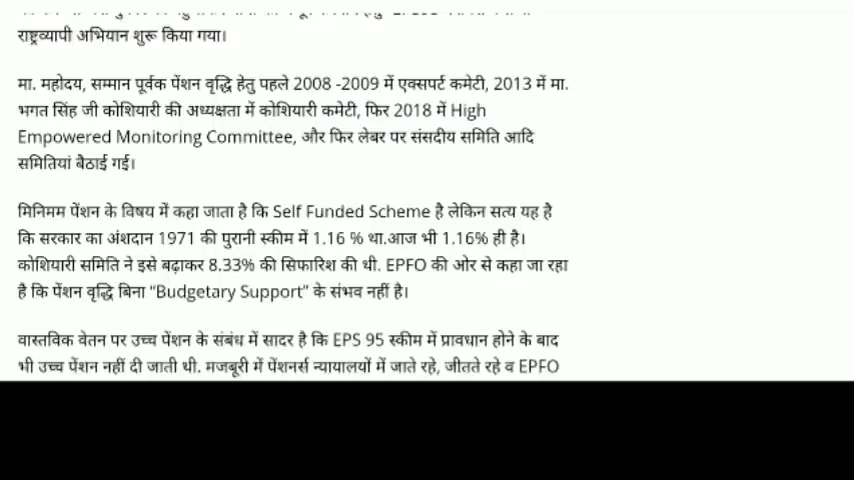 राष्ट्रव्यापी अभियान शुरू किया गया।
मा. महोदय, सम्मान पूर्वक पेंशन वृद्धि हेतु पहले 2008 -2009 में एक्सपर्ट कमेटी, 2013 में मा.
भगत सिंह जी कोशियारी की अध्यक्षता में कोशियारी कमेटी, फिर 2018 में High
Empowered Monitoring Committee, और फिर लेबर पर संसदीय समिति आदि
समितियां बैठाई गई।
मिनिमम पेंशन के विषय में कहा जाता है कि Self Funded Scheme है लेकिन सत्य यह है
कि सरकार का अंशदान 1971 की पुरानी स्कीम में 1.16 % था.आज भी 1.16% ही है।
कोशियारी समिति ने इसे बढ़ाकर 8.33% की सिफारिश की थी. EPFO की ओर से कहा जा रहा
है कि पेंशन वृद्धि बिना “Budgetary Support” के संभव नहीं है।
वास्तविक वेतन पर उच्च पेंशन के संबंध में सादर है कि EPS 95 स्कीम में प्रावधान होने के बाद
भी उच्च पेंशन नहीं दी जाती थी. मजबूरी में पेंशनर्स न्यायालयों में जाते रहे, जीतते रहे व EPFO